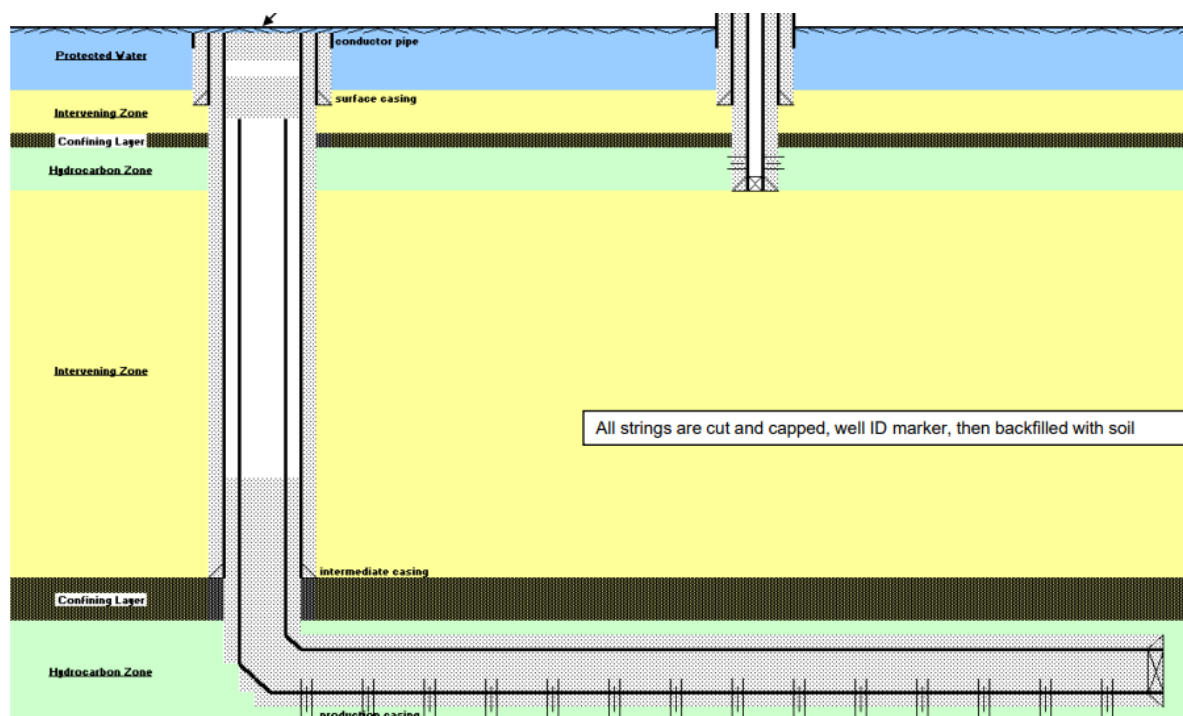 conductor pipe
Protected Water
surface casing
Intervening Zone
Confining Layer
Hydrocarbon Zone
Intervening Zone
All strings are cut and capped, well ID marker, then backfilled with soil
intermediate casing
Confining Layer
Hydrocarbon Zone
production casing